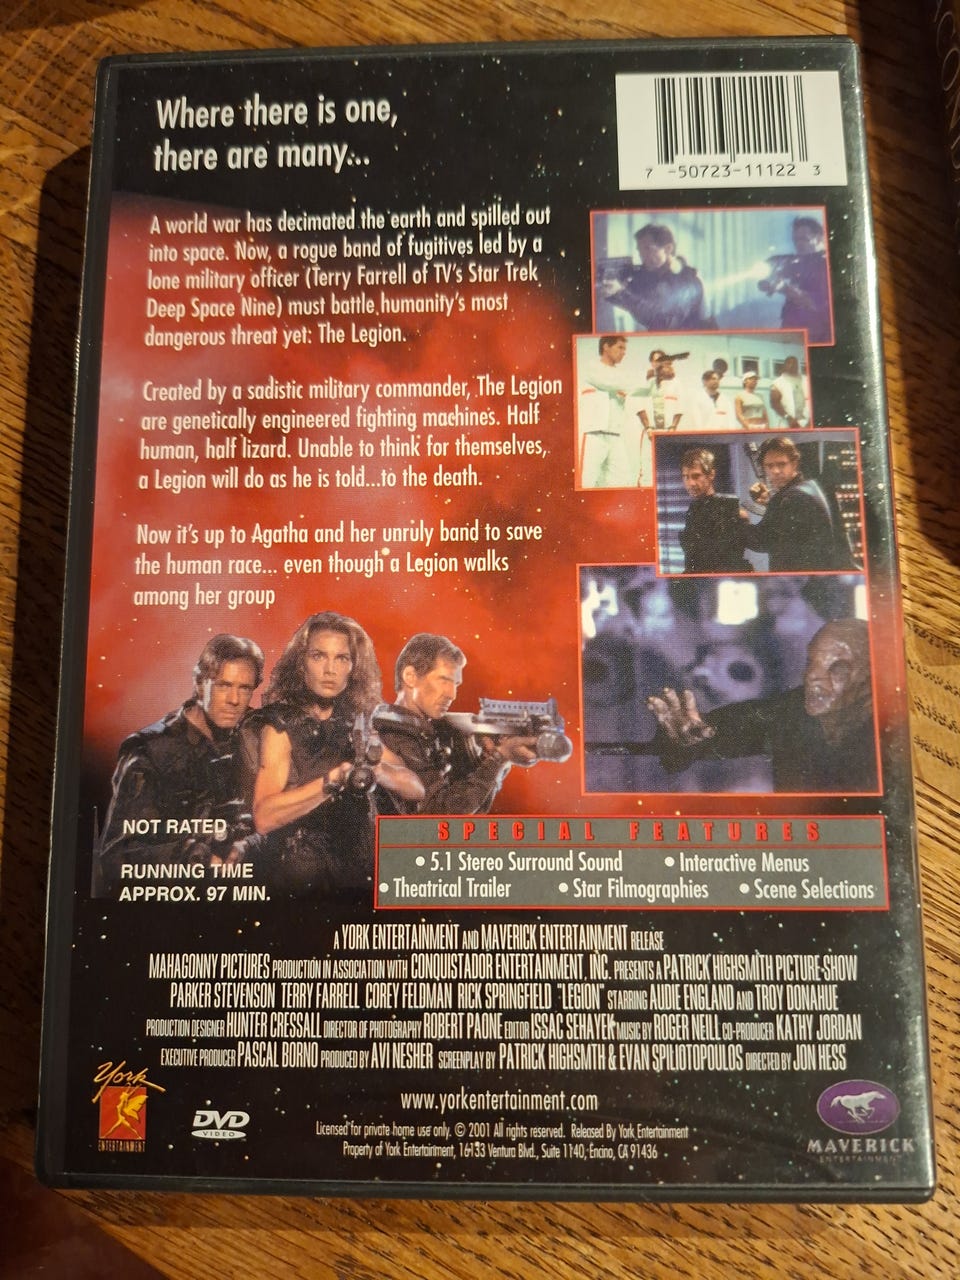 Where there is one,
there are many...
7 -50723-11122 3
A world war has decimated the earth and spilled out
into space. Now, a rogue band of fugitives led by a
lone military officer (Terry Farrell of TV's Star Trek
Deep Space Nine) must battle humanity's most
dangerous threat yet: The Legion.
Created by a sadistic military commander, The Legion
are genetically engineered fighting machines. Half
human, half lizard. Unable to think for themselves,
a Legion will do as he is told...to the death.
Now it's up to Agatha and her unruly band to save
the human race... even though a Legion walks
among her group
NOT RATED
RUNNING TIME
APPROX. 97 MIN.
SPECIAL FEATURES
• 5.1 Stereo Surround Sound • Interactive Menus
• Theatrical Trailer • Star Filmographies • Scene Selections
A YORK ENTERTAINMENT AND MAVERICK ENTERTAINMENT RELEASE
MAHAGONNY PICTURES PRODUCTION IN ASSOCIATION WITH CONQUISTADOR ENTERTAINMENT, INC. PRESENTS A PATRICK HIGHSMITH PICTURE-SHOW
PARKER STEVENSON TERRY FARRELL COREY FELDMAN RICK SPRINGFIELD "LEGION" STARRING AUDIE ENGLAND AND TROY DONAHUE
PRODUCTION DESIGNER HUNTER CRESSALL DIRECTOR OF PHOTOGRAPHY ROBERT PAONE EDITOR ISSAC SEHAYEK MUSIC BY ROGER NEILL CO-PRODUCER KATHY JORDAN
EXECUTIVE PRODUCER PASCAL BORNO PRODUCED BY AVI NESHER SCREENPLAY BY PATRICK HIGHSMTH & EVAN SPILIOTOPOULOS DIRECTED BY JON HESS
www.yorkentertainment.com
York
ENTERTAINMENT
DVD
VIDEO
Licensed for private home use only. © 2001 All rights reserved. Released By York Entertainment
Property of York Entertainment, 16133 Ventura Blvd., Suite 1140, Encino, CA 91436
MAVERICK
ENTERTAINMENT